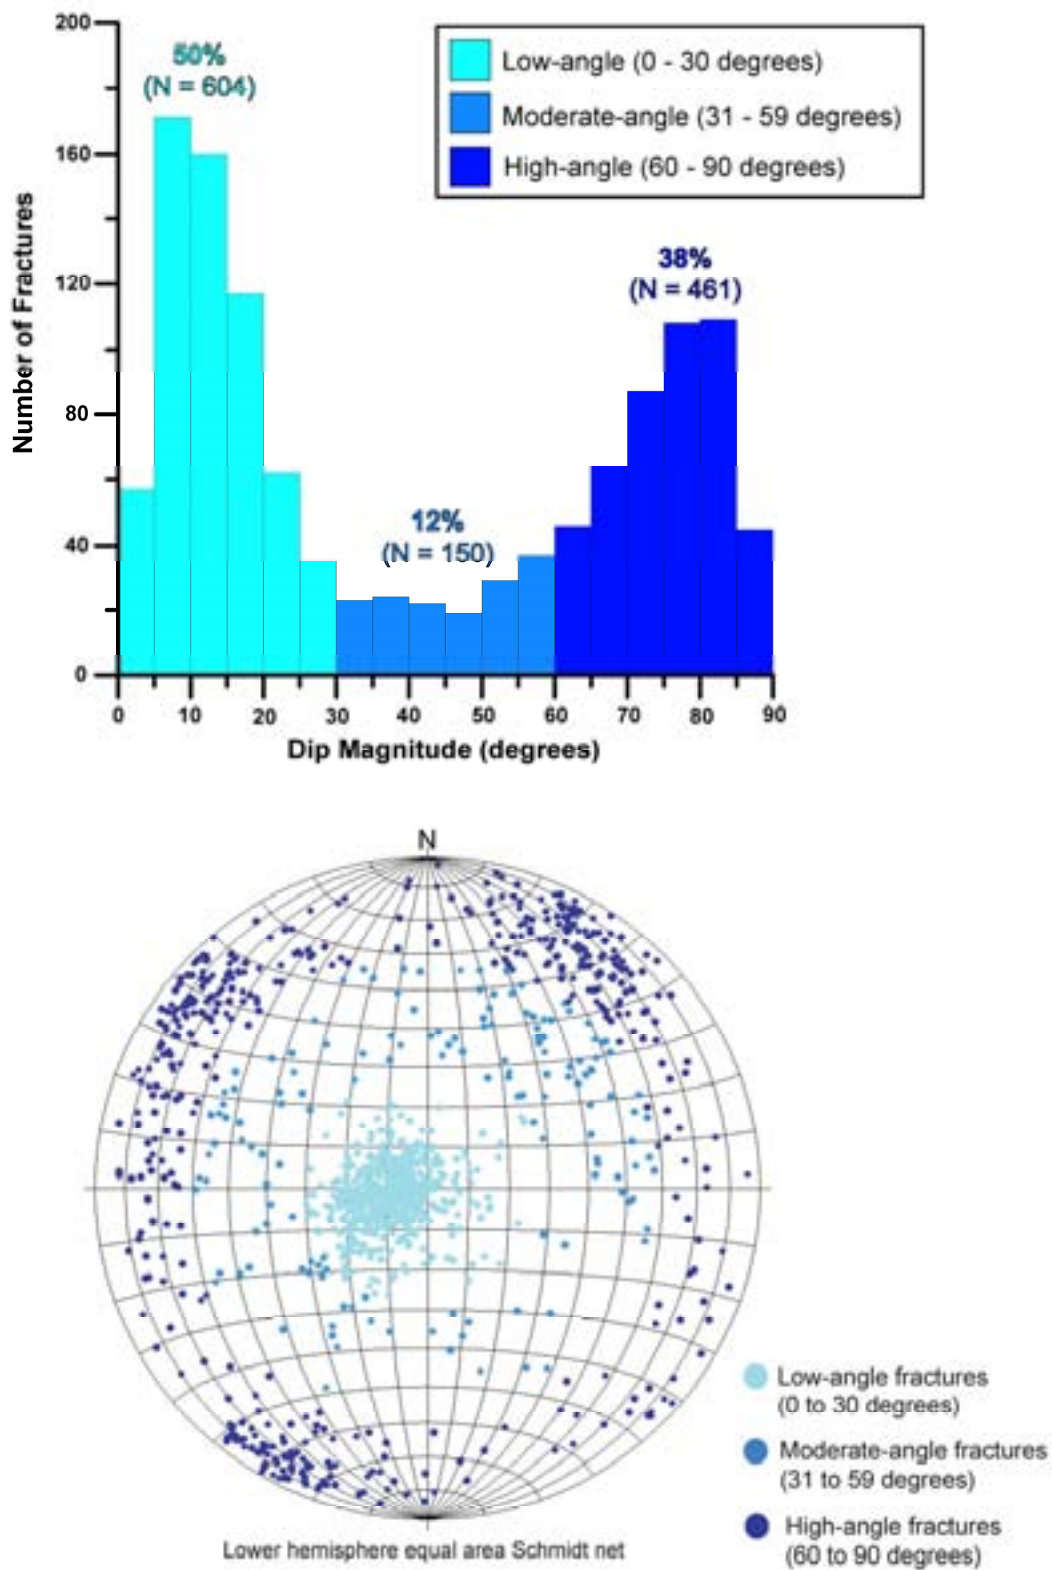 200
50%
(N = 604)
Low-angle (0 - 30 degrees)
Moderate-angle (31 - 59 degrees)
High-angle (60 - 90 degrees)
160
38%
(N = 461)
120
Number of Fractures
80
12%
(N = 150)
40
0
0 10 20 30 40 50 60 70 80 90
Dip Magnitude (degrees)
N
Low-angle fractures
(0 to 30 degrees)
Moderate-angle fractures
(31 to 59 degrees)
High-angle fractures
(60 to 90 degrees)
Lower hemisphere equal area Schmidt net